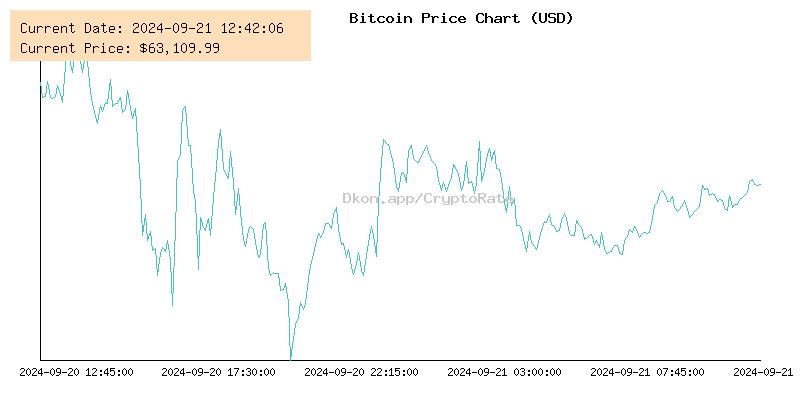 Bitcoin Price Chart (USD)
Current Date: 2024-09-21 12:42:06
Current Price: $63,109.99
Dkon.app/CryptoRate
2024-09-20 12:45:00
2024-09-20 17:30:00
2024-09-20 22:15:00
2024-09-21 03:00:00
2024-09-21 07:45:00
2024-09-21